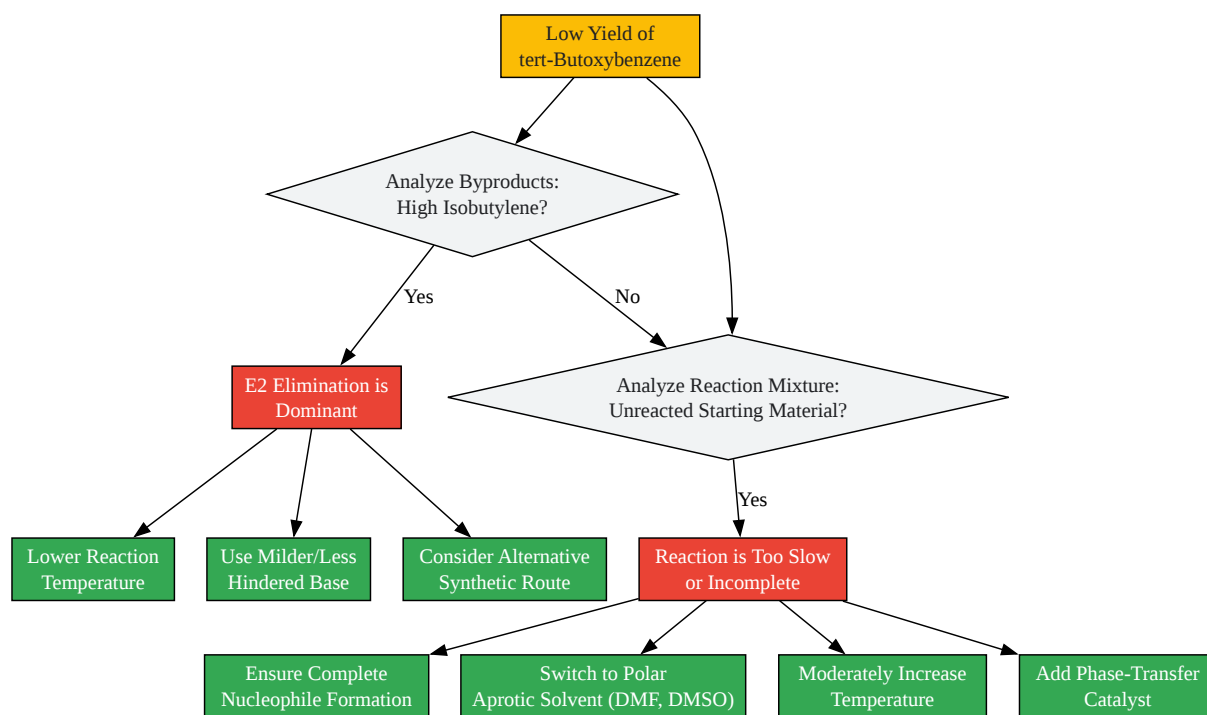 Low Yield of
tert-Butoxybenzene
Analyze Byproducts:
High Isobutylene?
Yes
No
E2 Elimination is
Dominant
Analyze Reaction Mixture:
Unreacted Starting Material?
Yes
Lower Reaction
Temperature
Use Milder/Less
Hindered Base
Consider Alternative
Synthetic Route
Reaction is Too Slow
or Incomplete
Ensure Complete
Nucleophile Formation
Switch to Polar
Aprotic Solvent (DMF, DMSO)
Moderately Increase
Temperature
Add Phase-Transfer
Catalyst